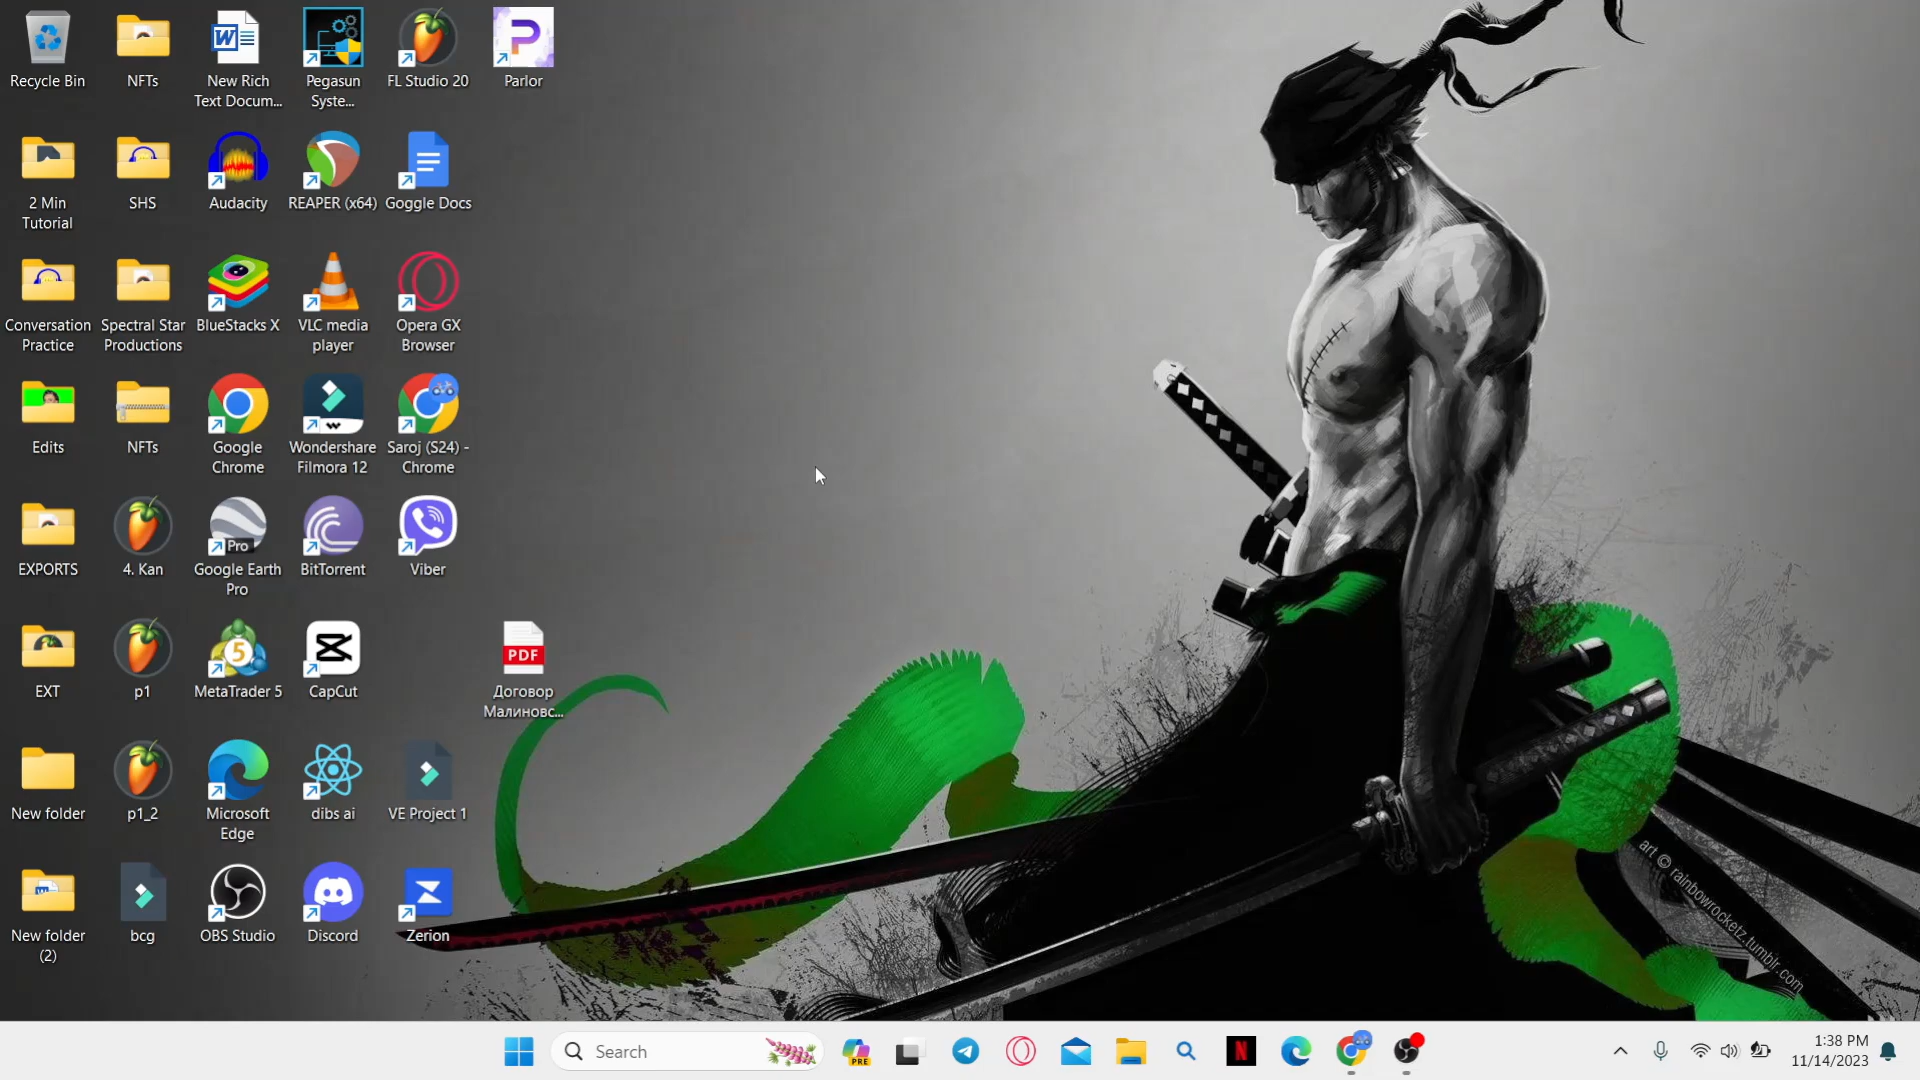 Recycle Bin
NFTs
New Rich
Text Docum...
Pegasun
Syste...
FL Studio 20
Parlor
2 Min
Tutorial
SHS
Audacity
REAPER (x64)
Goggle Docs
Conversation
Practice
Spectral Star
Productions
BlueStacks X
VLC media
player
Opera GX
Browser
Edits
NFTs
Google
Chrome
Wondershare
Filmora 12
Saroj (S24) -
Chrome
EXPORTS
4. Kan
Pro
Google Earth
Pro
BitTorrent
Viber
EXT
p1
5
MetaTrader 5
CapCut
PDF
Договор
Малиновс...
New folder
p1_2
Microsoft
Edge
dibs ai
VE Project 1
New folder
(2)
bcg
OBS Studio
Discord
Zerion
art © rainbowrocketz.tumblr.com
Search
PRE
1:38 PM
11/14/2023